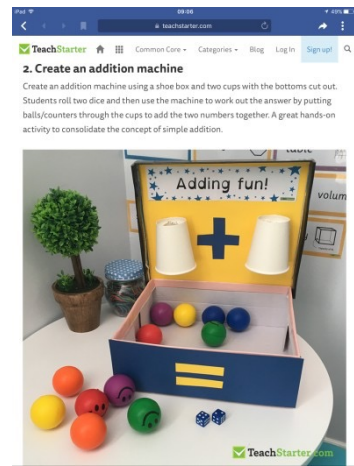 iPad
09:06
49%
teachstarter.com
TeachStarter Common Core Categories Blog Log In Sign up!
2. Create an addition machine
Create an addition machine using a shoe box and two cups with the bottoms cut out.
Students roll two dice and then use the machine to work out the answer by putting
balls/counters through the cups to add the two numbers together. A great hands-on
activity to consolidate the concept of simple addition.
table
Adding fun!
volum
+
=
TeachStarter.com